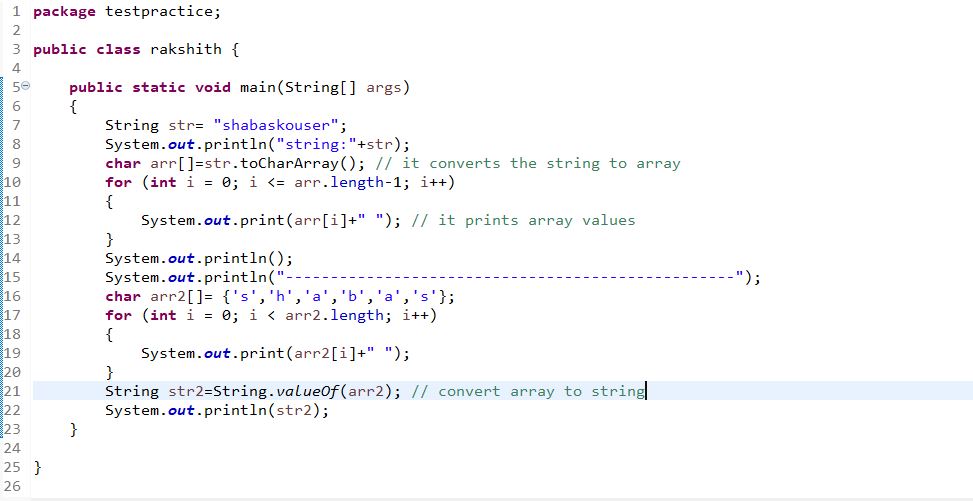 1 package testpractice;
2
3 public class rakshith {
4
5 public static void main(String[] args)
6 {
7 String str= "shabaskouser";
8 System.out.println("string:"+str);
9 char arr[]=str.toCharArray(); // it converts the string to array
10 for (int i = 0; i <= arr.length-1; i++)
11 {
12 System.out.print(arr[i]+" "); // it prints array values
13 }
14 System.out.println();
15 System.out.println("--------------------------------------------------");
16 char arr2[]= {'s','h','a','b','a','s'};
17 for (int i = 0; i < arr2.length; i++)
18 {
19 System.out.print(arr2[i]+" ");
20 }
21 String str2=String.valueOf(arr2); // convert array to string
22 System.out.println(str2);
23 }
24
25 }
26